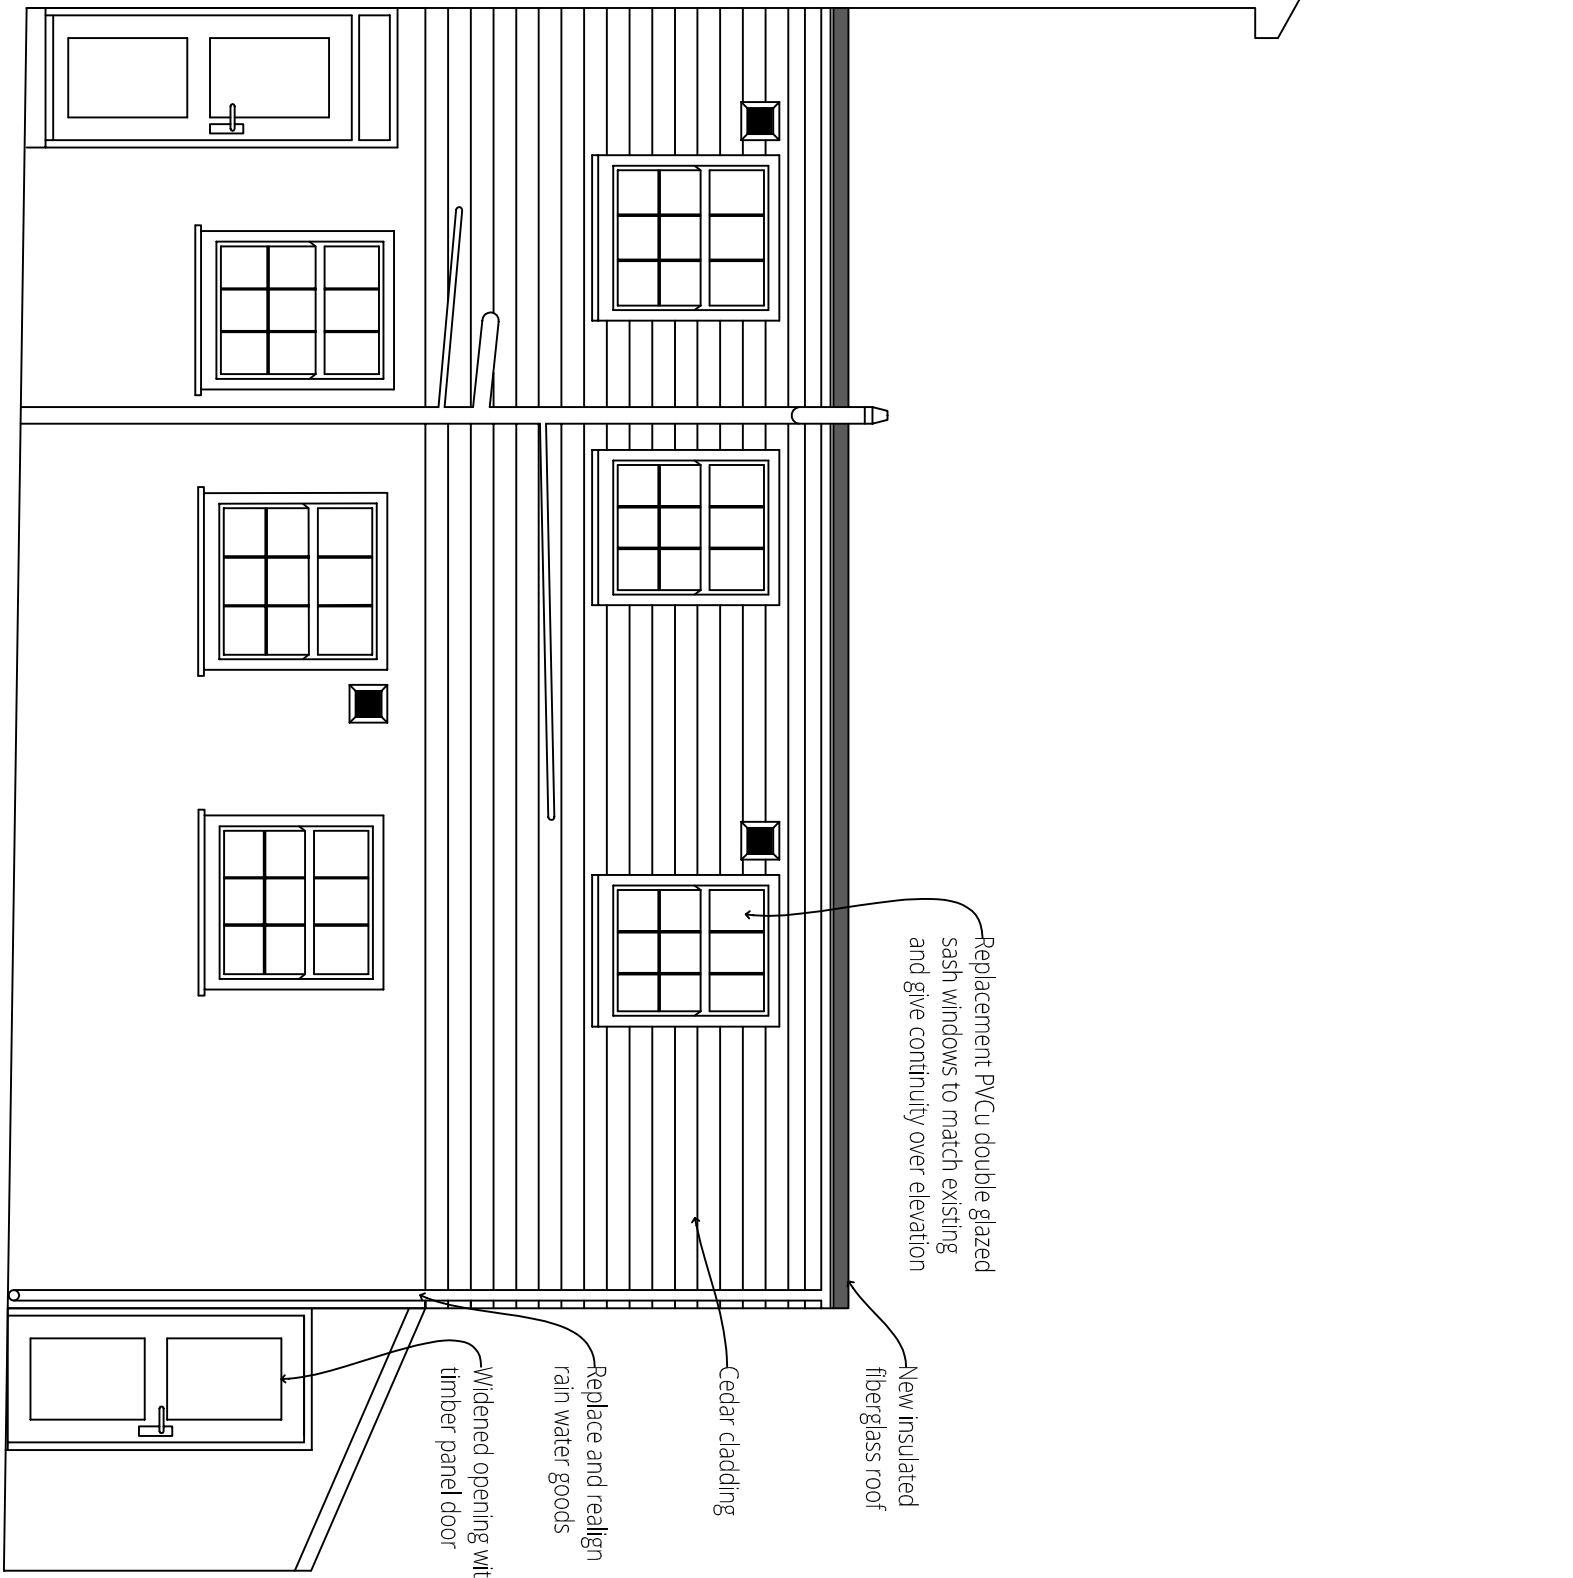 Replacement PVCu double glazed
sash windows to match existing
and give continuity over elevation
New insulated
fiberglass roof
Cedar cladding
Replace and realign
rain water goods
Widened opening wit
timber panel door